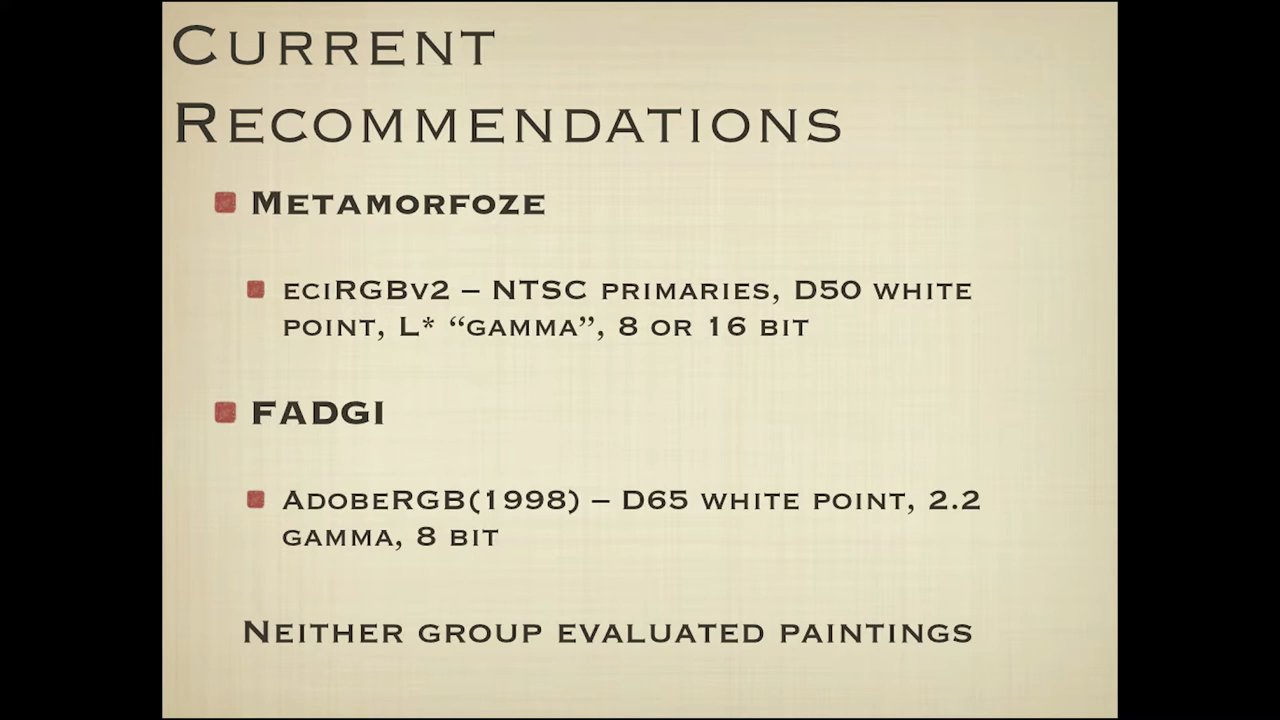 Current
Recommendations
Metamorfoze
eciRGBv2 – NTSC primaries, D50 white
point, L* “gamma”, 8 or 16 bit
FADGI
AdobeRGB(1998) – D65 white point, 2.2
gamma, 8 bit
Neither group evaluated paintings